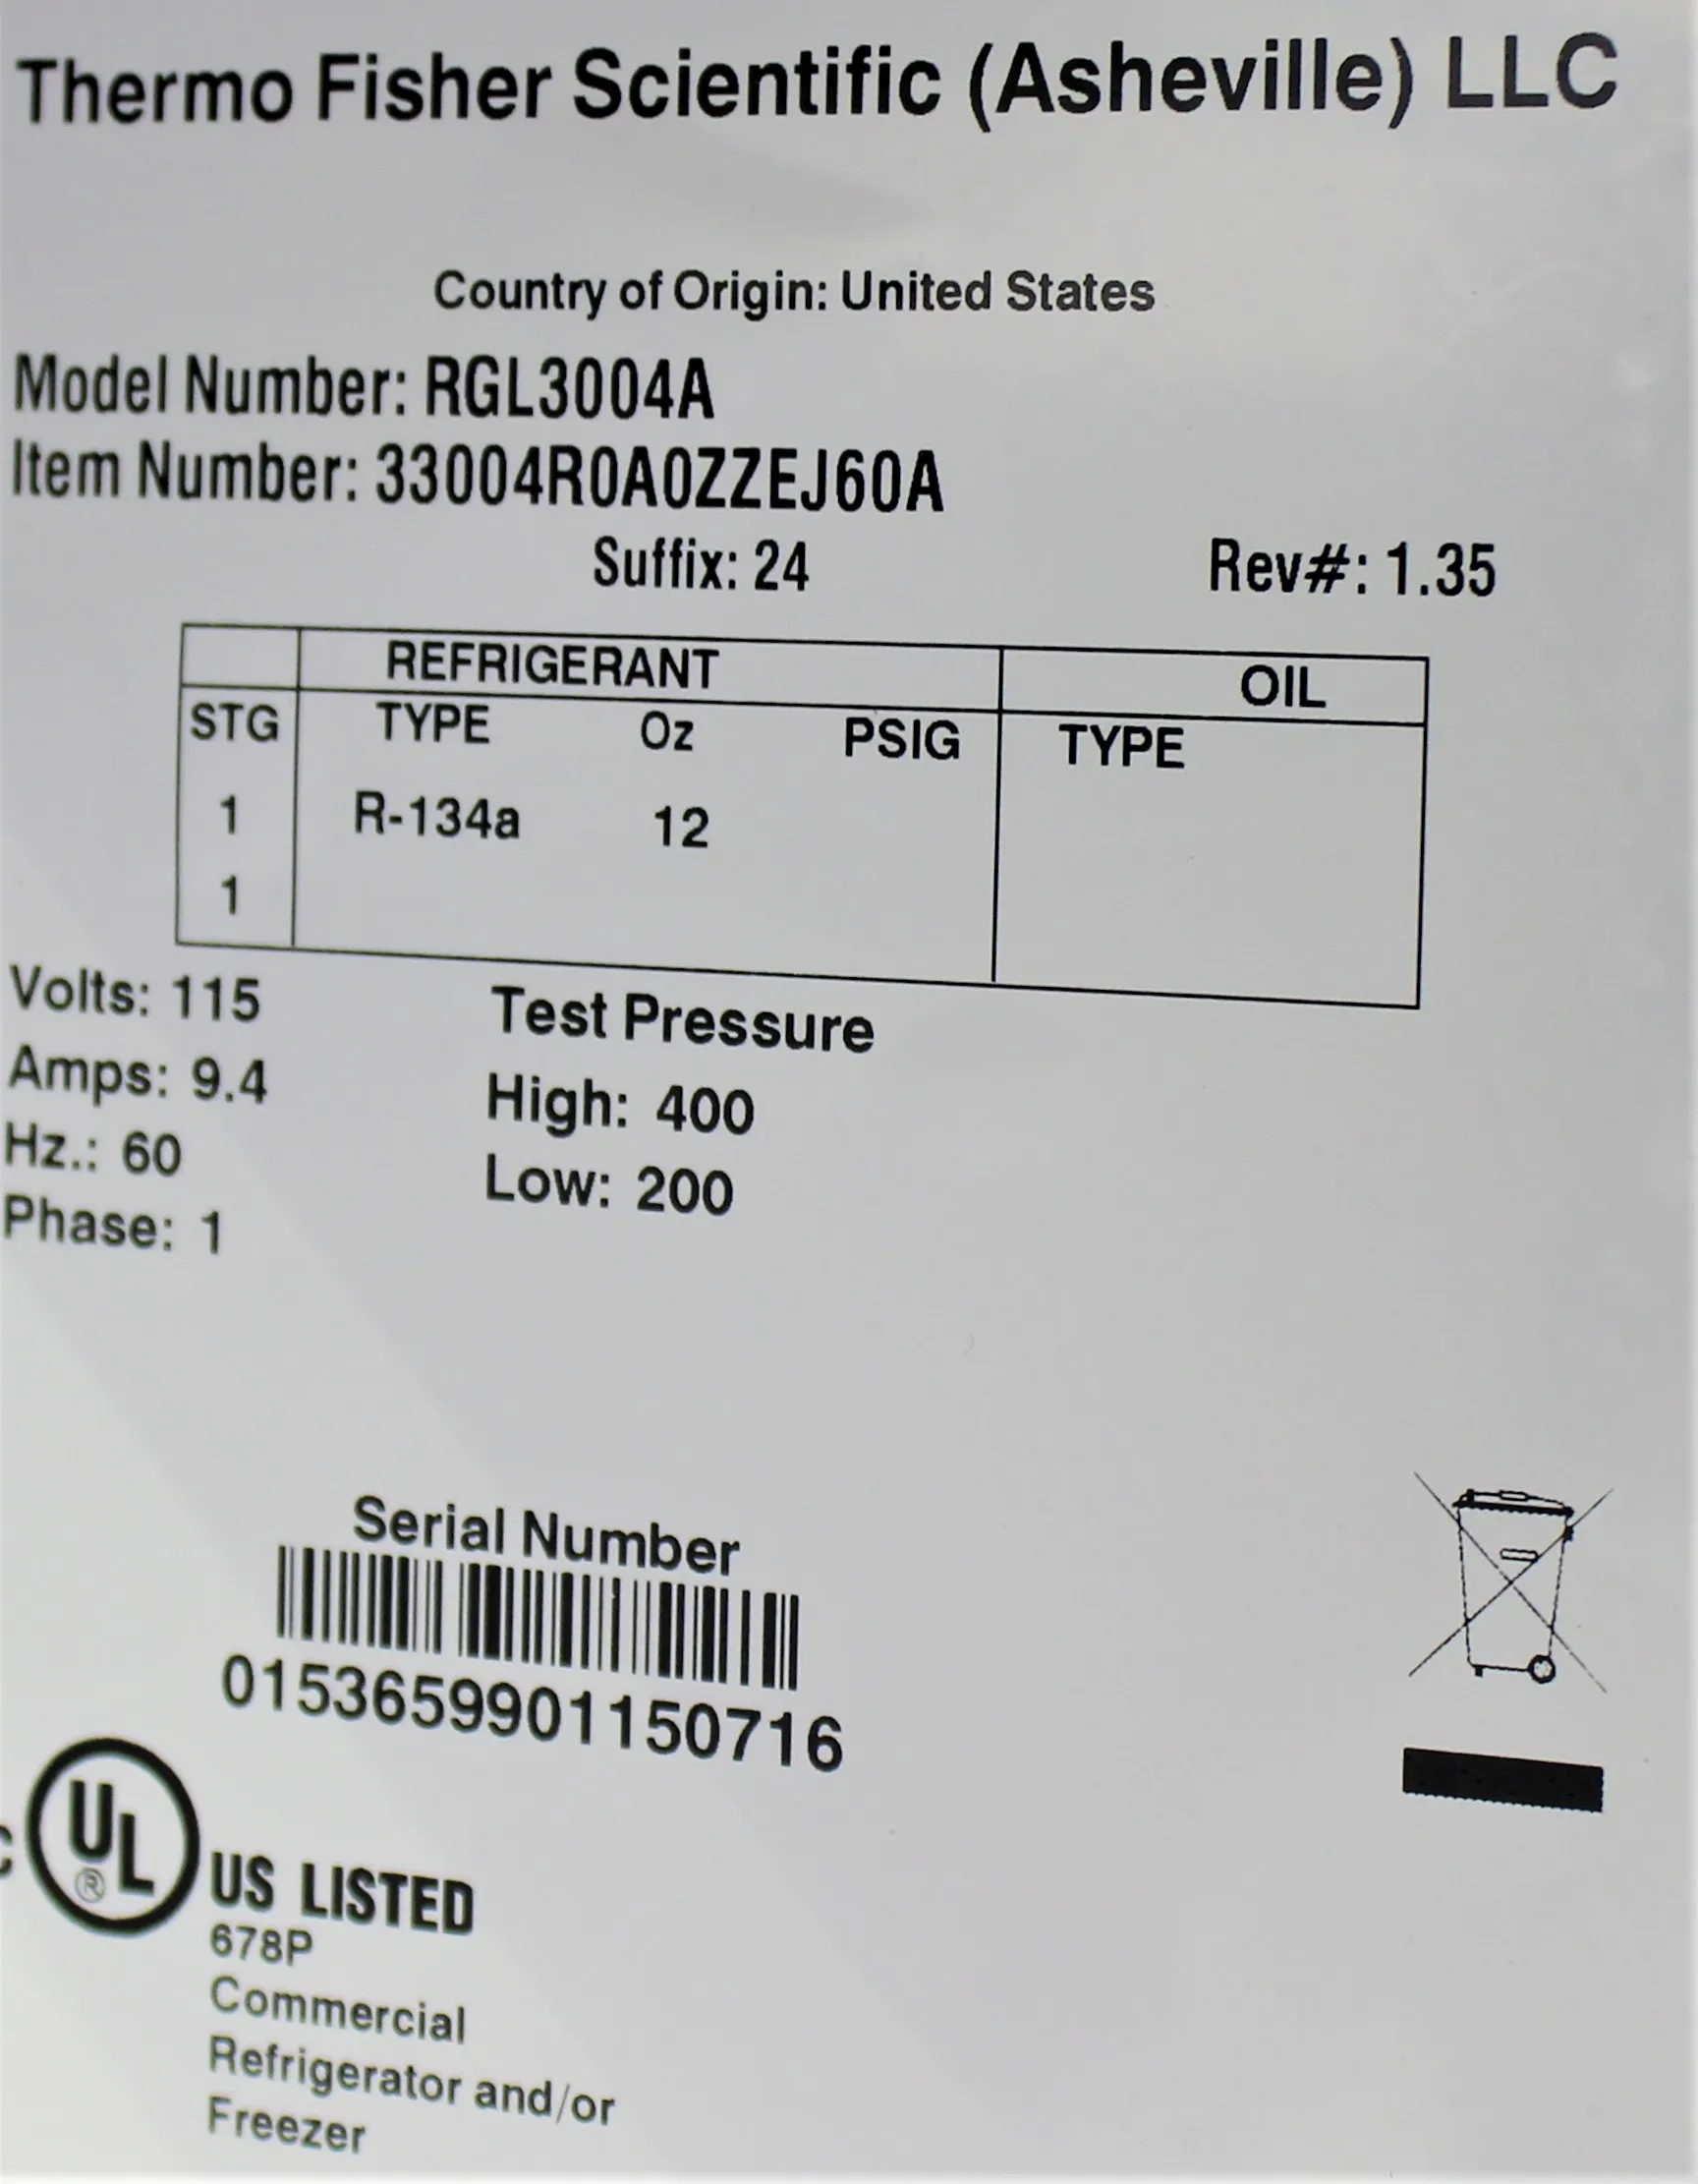 Thermo Fisher Scientific (Asheville) LLC
Country of Origin: United States
Model Number: RGL3004A
Item Number: 33004R0A0ZZEJ60A
Suffix: 24 Rev#: 1.35
REFRIGERANT OIL
STG TYPE Oz PSIG TYPE
1 R-134a 12
1
Volts: 115
Amps: 9.4
Hz.: 60
Phase: 1
Test Pressure
High: 400
Low: 200
Serial Number
0153659901150716
C UL ® US LISTED
678P
Commercial
Refrigerator and/or
Freezer